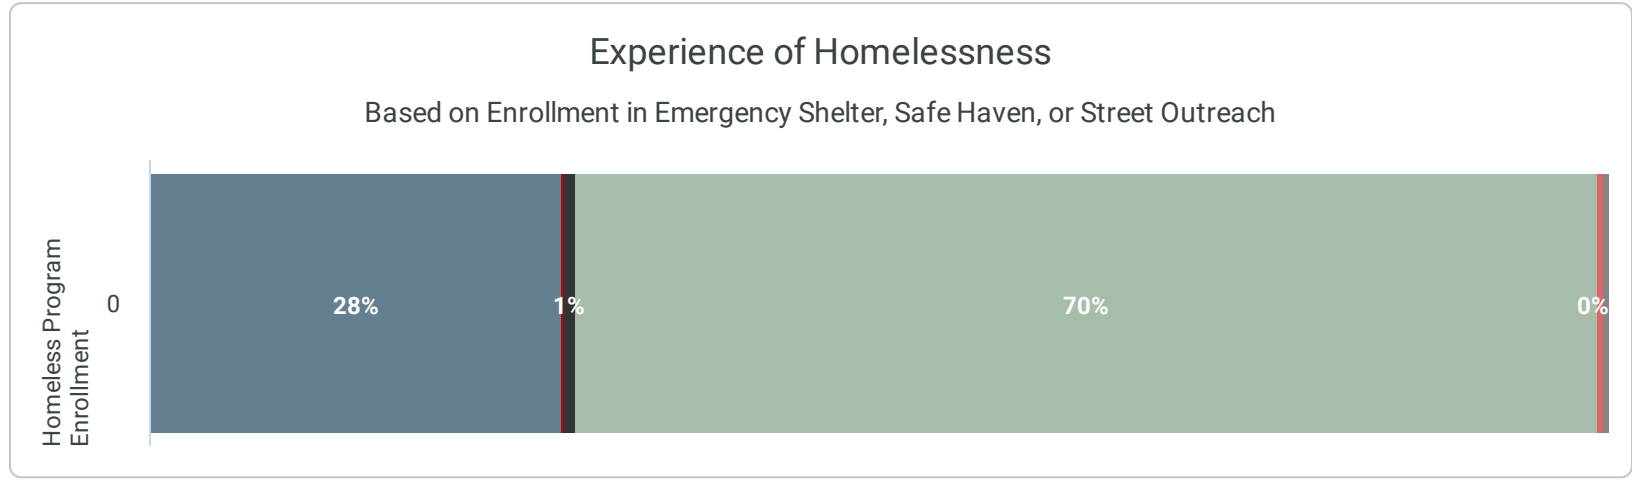 Experience of Homelessness
Based on Enrollment in Emergency Shelter, Safe Haven, or Street Outreach
Homeless Program
Enrollment
0
28%
1%
70%
0%